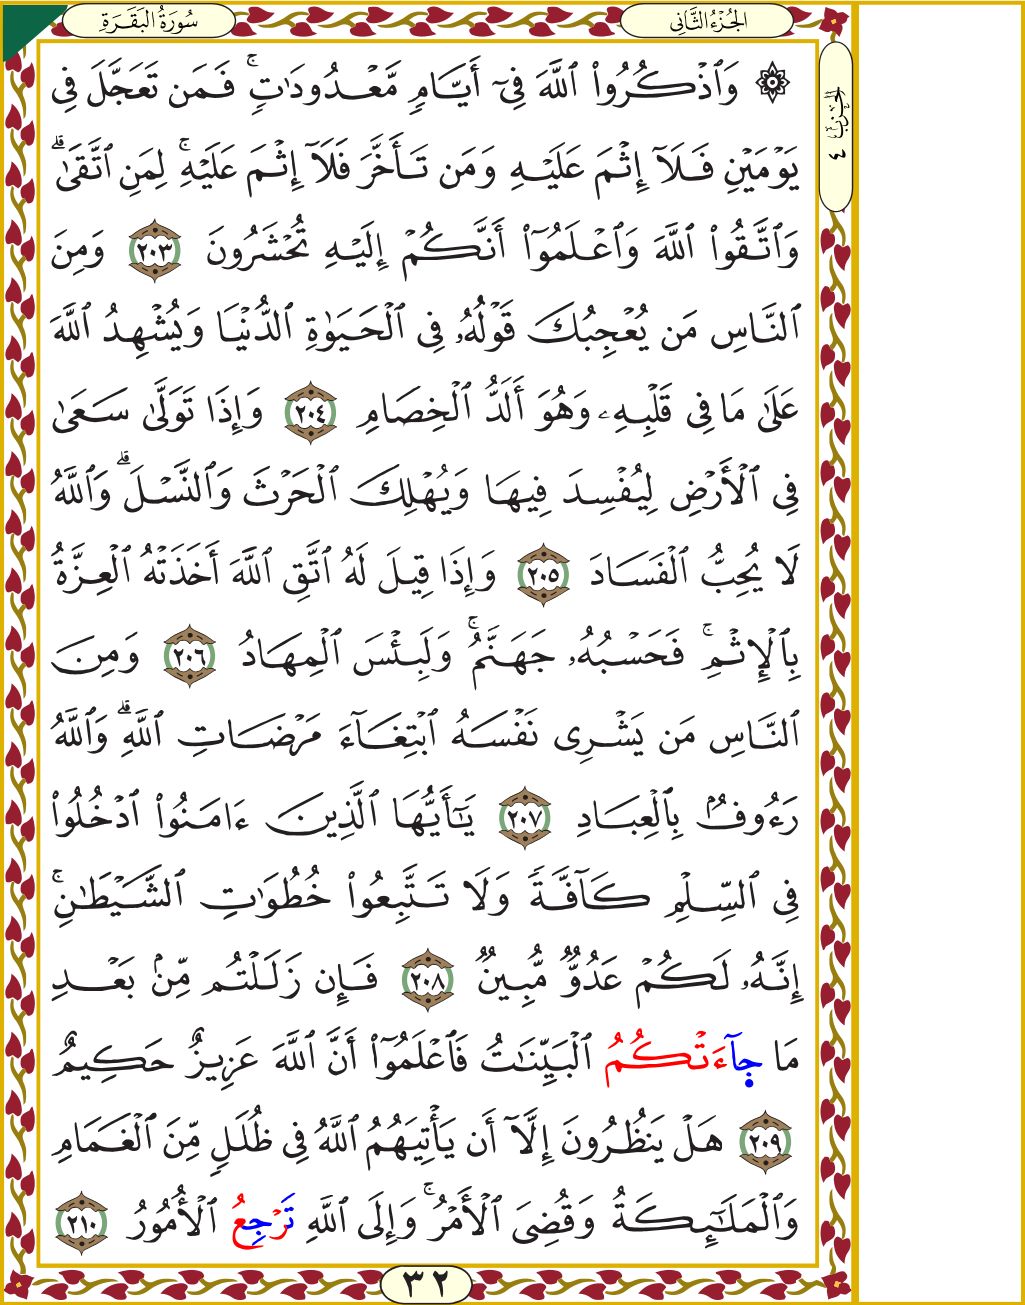 سُورَةُ البَقَرَةِ
الجُزْءُ الثَّانِي
الحزب ٤
۞ وَٱذْكُرُوا۟ ٱللَّهَ فِىٓ أَيَّامٍ مَّعْدُودَٰتٍ ۚ فَمَن تَعَجَّلَ فِى
يَوْمَيْنِ فَلَآ إِثْمَ عَلَيْهِ وَمَن تَأَخَّرَ فَلَآ إِثْمَ عَلَيْهِ ۚ لِمَنِ ٱتَّقَىٰ ۗ
وَٱتَّقُوا۟ ٱللَّهَ وَٱعْلَمُوٓا۟ أَنَّكُمْ إِلَيْهِ تُحْشَرُونَ ٢٠٣ وَمِنَ
ٱلنَّاسِ مَن يُعْجِبُكَ قَوْلُهُۥ فِى ٱلْحَيَوٰةِ ٱلدُّنْيَا وَيُشْهِدُ ٱللَّهَ
عَلَىٰ مَا فِى قَلْبِهِۦ وَهُوَ أَلَدُّ ٱلْخِصَامِ ٢٠٤ وَإِذَا تَوَلَّىٰ سَعَىٰ
فِى ٱلْأَرْضِ لِيُفْسِدَ فِيهَا وَيُهْلِكَ ٱلْحَرْثَ وَٱلنَّسْلَ ۗ وَٱللَّهُ
لَا يُحِبُّ ٱلْفَسَادَ ٢٠٥ وَإِذَا قِيلَ لَهُ ٱتَّقِ ٱللَّهَ أَخَذَتْهُ ٱلْعِزَّةُ
بِٱلْإِثْمِ ۚ فَحَسْبُهُۥ جَهَنَّمُ ۚ وَلَبِئْسَ ٱلْمِهَادُ ٢٠٦ وَمِنَ
ٱلنَّاسِ مَن يَشْرِى نَفْسَهُ ٱبْتِغَآءَ مَرْضَاتِ ٱللَّهِ ۗ وَٱللَّهُ
رَءُوفٌۢ بِٱلْعِبَادِ ٢٠٧ يَٰٓأَيُّهَا ٱلَّذِينَ ءَامَنُوا۟ ٱدْخُلُوا۟
فِى ٱلسِّلْمِ كَآفَّةً وَلَا تَتَّبِعُوا۟ خُطُوَٰتِ ٱلشَّيْطَٰنِ ۚ
إِنَّهُۥ لَكُمْ عَدُوٌّ مُّبِينٌ ٢٠٨ فَإِن زَلَلْتُم مِّنۢ بَعْدِ
مَا جَآءَتْكُمُ ٱلْبَيِّنَٰتُ فَٱعْلَمُوٓا۟ أَنَّ ٱللَّهَ عَزِيزٌ حَكِيمٌ
٢٠٩ هَلْ يَنظُرُونَ إِلَّآ أَن يَأْتِيَهُمُ ٱللَّهُ فِى ظُلَلٍ مِّنَ ٱلْغَمَامِ
وَٱلْمَلَٰٓئِكَةُ وَقُضِىَ ٱلْأَمْرُ ۚ وَإِلَى ٱللَّهِ تَرْجِعُ ٱلْأُمُورُ ٢١٠
٣٢